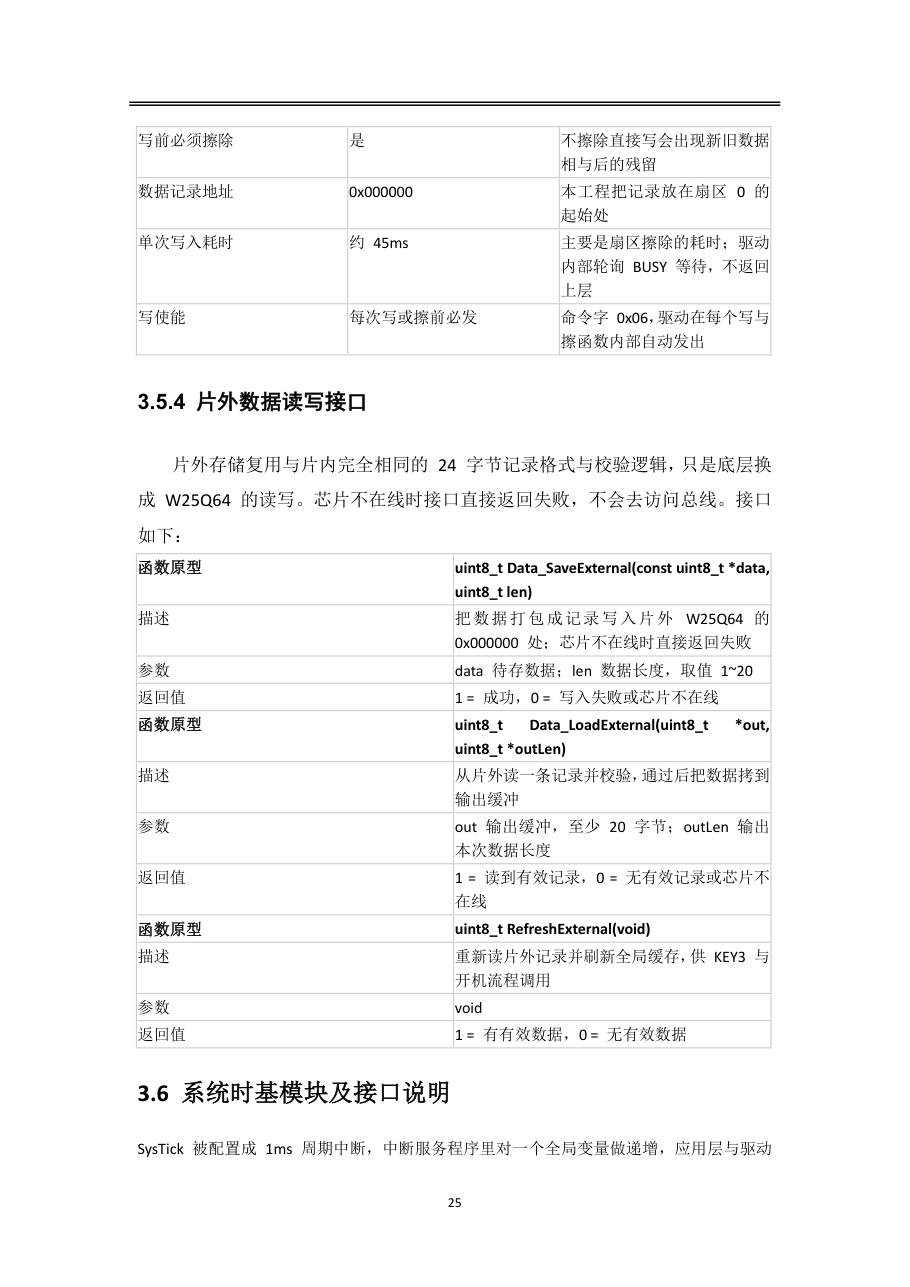 写前必须擦除 是 不擦除直接写会出现新旧数据
相与后的残留
数据记录地址 0x000000 本工程把记录放在扇区 0 的
起始处
单次写入耗时 约 45ms 主要是扇区擦除的耗时；驱动
内部轮询 BUSY 等待，不返回
上层
写使能 每次写或擦前必发 命令字 0x06，驱动在每个写与
擦函数内部自动发出
3.5.4 片外数据读写接口
片外存储复用与片内完全相同的 24 字节记录格式与校验逻辑，只是底层换
成 W25Q64 的读写。芯片不在线时接口直接返回失败，不会去访问总线。接口
如下：
函数原型 uint8_t Data_SaveExternal(const uint8_t *data,
uint8_t len)
描述 把数据打包成记录写入片外 W25Q64 的
0x000000 处；芯片不在线时直接返回失败
参数 data 待存数据；len 数据长度，取值 1~20
返回值 1 = 成功，0 = 写入失败或芯片不在线
函数原型 uint8_t Data_LoadExternal(uint8_t *out,
uint8_t *outLen)
描述 从片外读一条记录并校验，通过后把数据拷到
输出缓冲
参数 out 输出缓冲，至少 20 字节；outLen 输出
本次数据长度
返回值 1 = 读到有效记录，0 = 无有效记录或芯片不
在线
函数原型 uint8_t RefreshExternal(void)
描述 重新读片外记录并刷新全局缓存，供 KEY3 与
开机流程调用
参数 void
返回值 1 = 有有效数据，0 = 无有效数据
3.6 系统时基模块及接口说明
SysTick 被配置成 1ms 周期中断，中断服务程序里对一个全局变量做递增，应用层与驱动
25